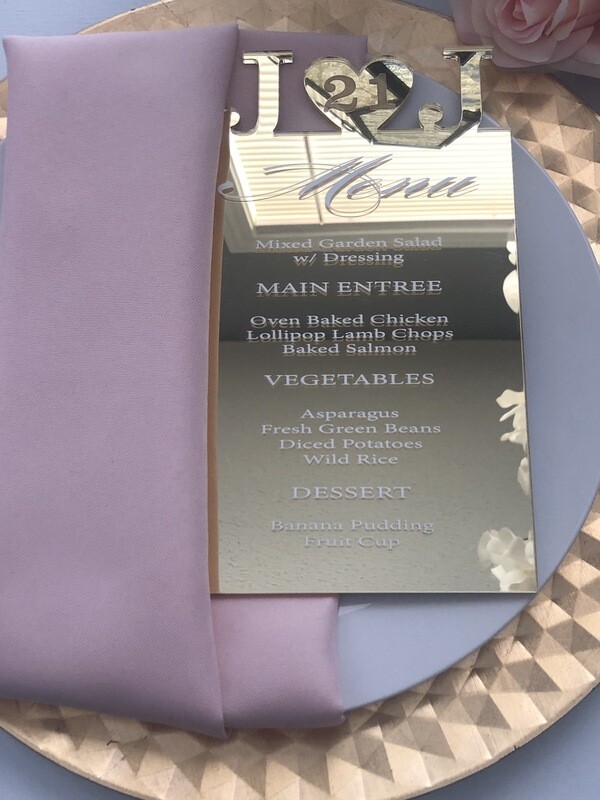 J 21 J
Menu
Mixed Garden Salad
w/ Dressing
MAIN ENTREE
Oven Baked Chicken
Lollipop Lamb Chops
Baked Salmon
VEGETABLES
Asparagus
Fresh Green Beans
Diced Potatoes
Wild Rice
DESSERT
Banana Pudding
Fruit Cup